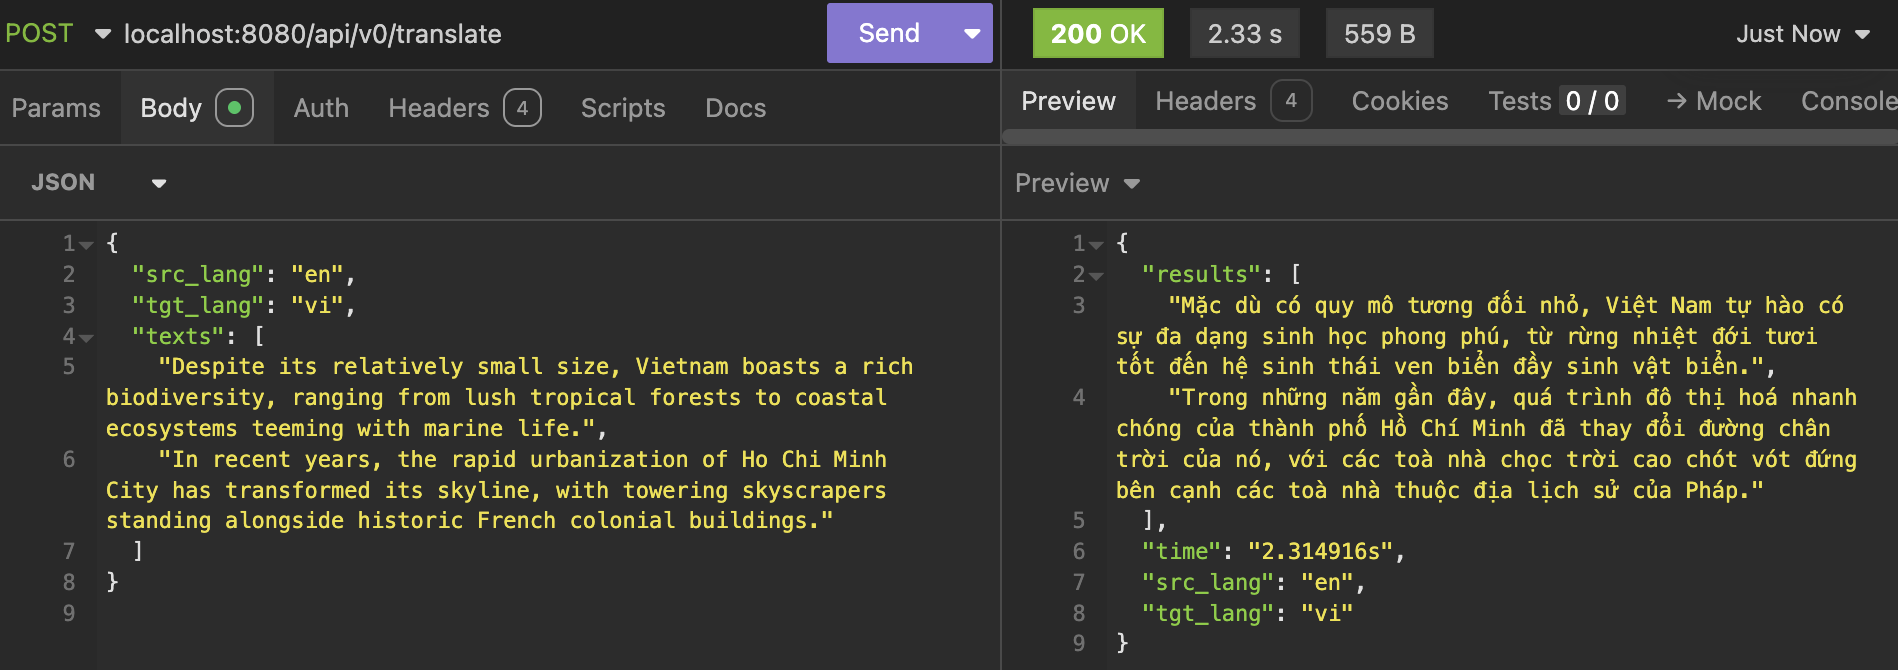 POST localhost:8080/api/v0/translate Send
200 OK 2.33 s 559 B Just Now
Params Body Auth Headers 4 Scripts Docs
Preview Headers 4 Cookies Tests 0 / 0 → Mock Console
JSON
Preview
1 {
2 "src_lang": "en",
3 "tgt_lang": "vi",
4 "texts": [
5 "Despite its relatively small size, Vietnam boasts a rich
biodiversity, ranging from lush tropical forests to coastal
ecosystems teeming with marine life.",
6 "In recent years, the rapid urbanization of Ho Chi Minh
City has transformed its skyline, with towering skyscrapers
standing alongside historic French colonial buildings."
7 ]
8 }
9
1 {
2 "results": [
3 "Mặc dù có quy mô tương đối nhỏ, Việt Nam tự hào có
sự đa dạng sinh học phong phú, từ rừng nhiệt đới tươi
tốt đến hệ sinh thái ven biển đầy sinh vật biển.",
4 "Trong những năm gần đây, quá trình đô thị hoá nhanh
chóng của thành phố Hồ Chí Minh đã thay đổi đường chân
trời của nó, với các toà nhà chọc trời cao chót vót đứng
bên cạnh các toà nhà thuộc địa lịch sử của Pháp."
5 ],
6 "time": "2.314916s",
7 "src_lang": "en",
8 "tgt_lang": "vi"
9 }